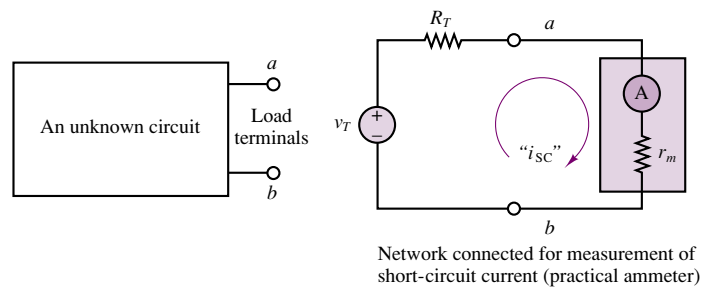 An unknown circuit
a
Load
terminals
b
R_T
a
v_T
+
−
"i_SC"
A
r_m
b
Network connected for measurement of
short-circuit current (practical ammeter)